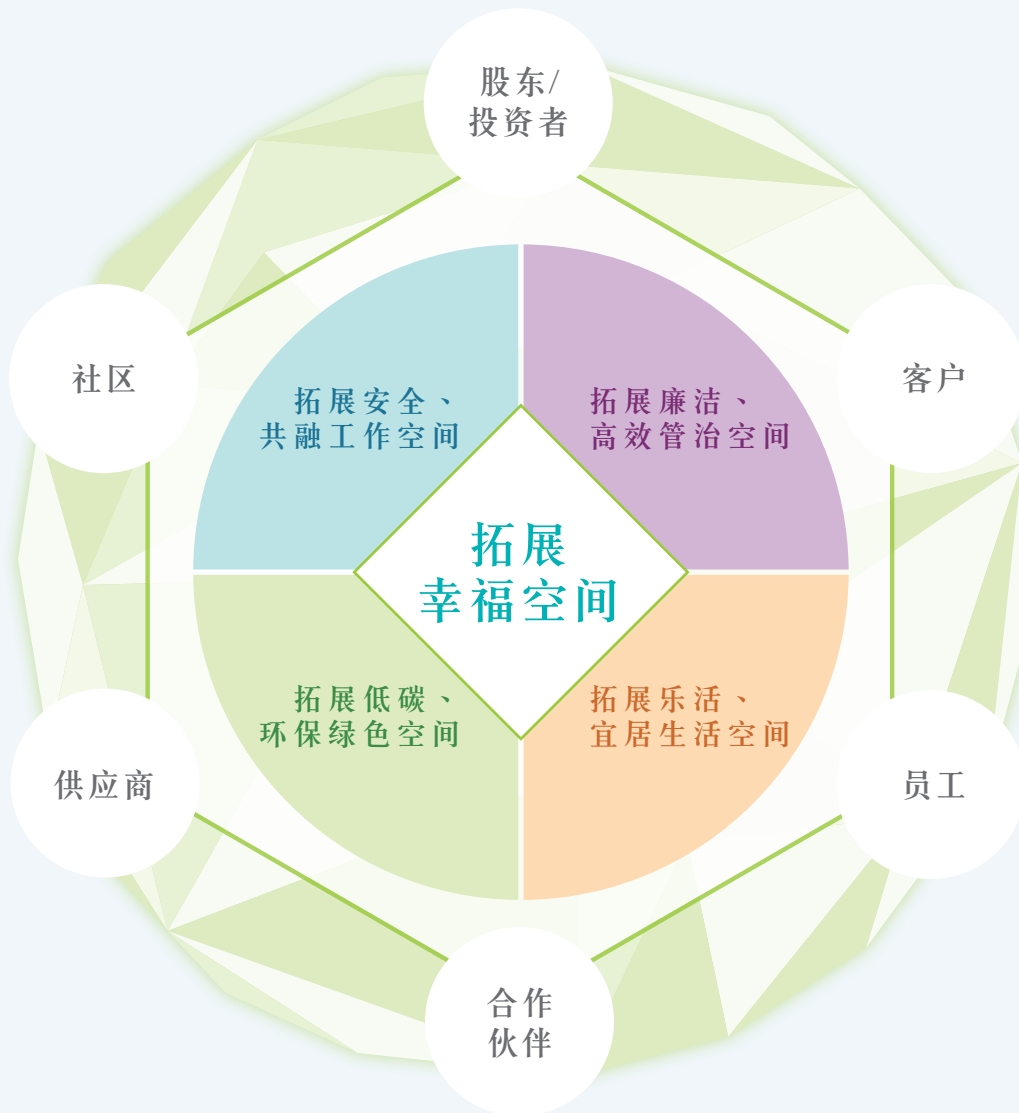 股东/
投资者
社区
客户
拓展安全、
共融工作空间
拓展廉洁、
高效管治空间
拓展
幸福空间
拓展低碳、
环保绿色空间
拓展乐活、
宜居生活空间
供应商
员工
合作
伙伴